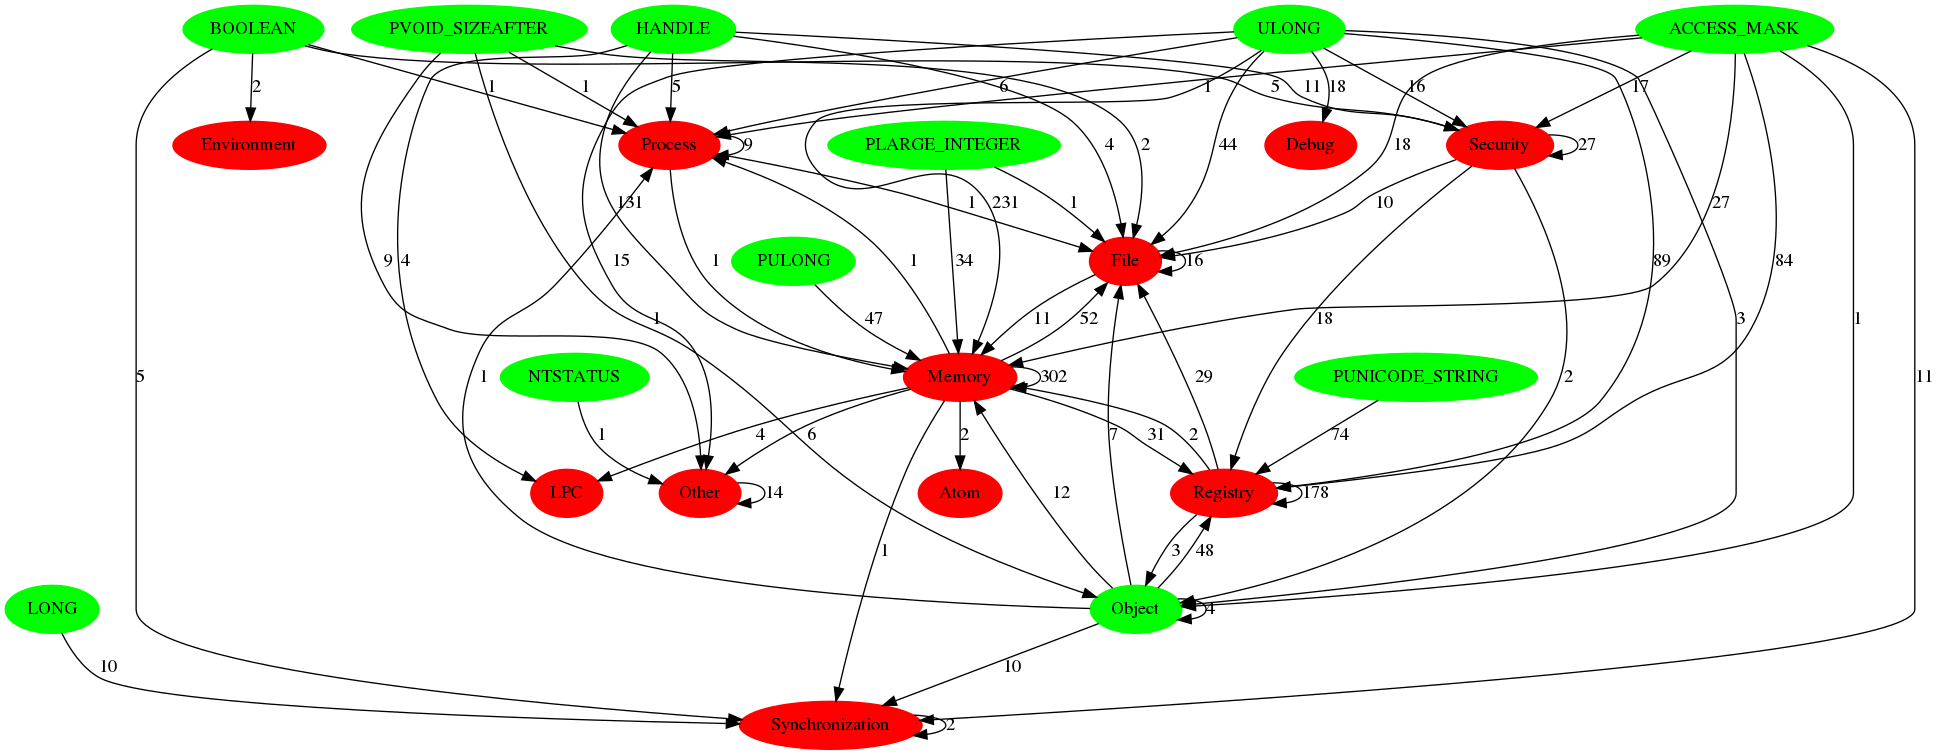 BOOLEAN PVOID_SIZEAFTER HANDLE ULONG ACCESS_MASK
2 1 1 5 6 1 18 16 5 11 17
Environment Process PLARGE_INTEGER Debug Security
9 4 2 44 18 27
131 1 1 231 10 27
9 4 15 PULONG 1 1 34 File 16 89 84
1 47 11 52 18 3 1
5 1 NTSTATUS Memory 302 29 PUNICODE_STRING 2 11
1 6 4 6 2 31 2 74
LPC Other 14 Atom Registry 178
1 12 7 3 48
LONG Object 4
10 10
Synchronization 2